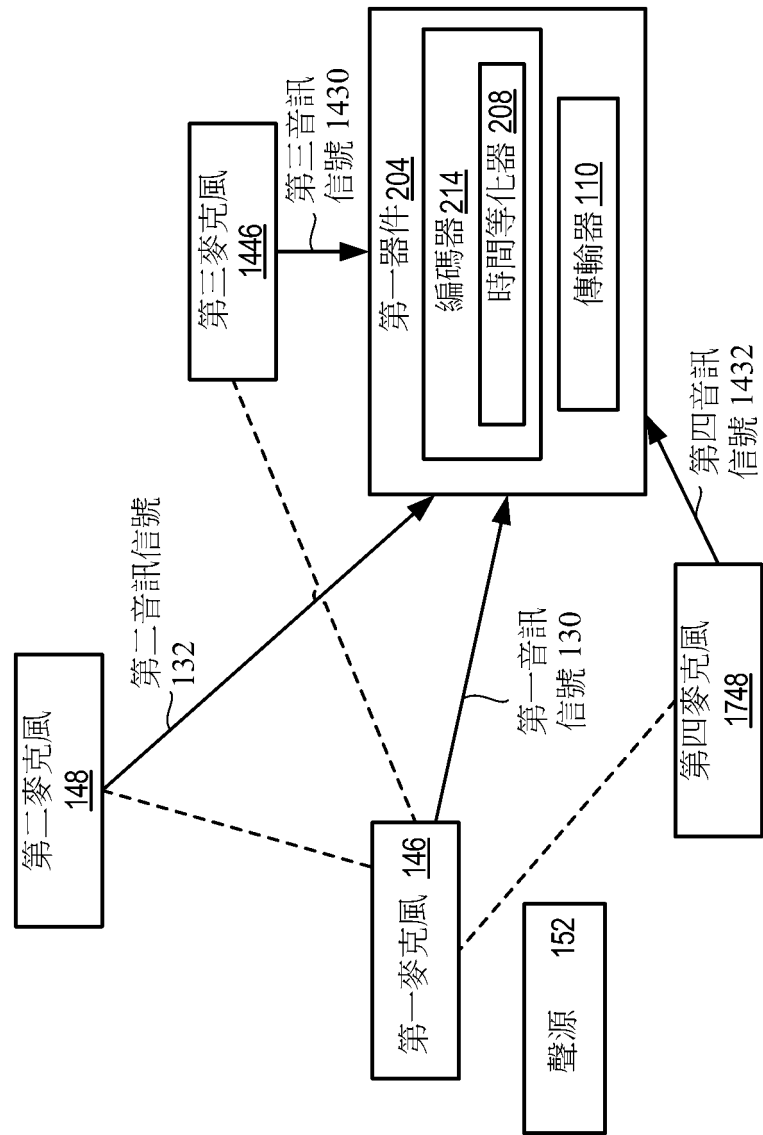 第二麥克風
148
第二音訊信號
132
第三麥克風
1446
第三音訊
信號 1430
第一麥克風 146
第一音訊
信號 130
第一器件 204
編碼器 214
時間等化器 208
傳輸器 110
聲源 152
第四麥克風
1748
第四音訊
信號 1432